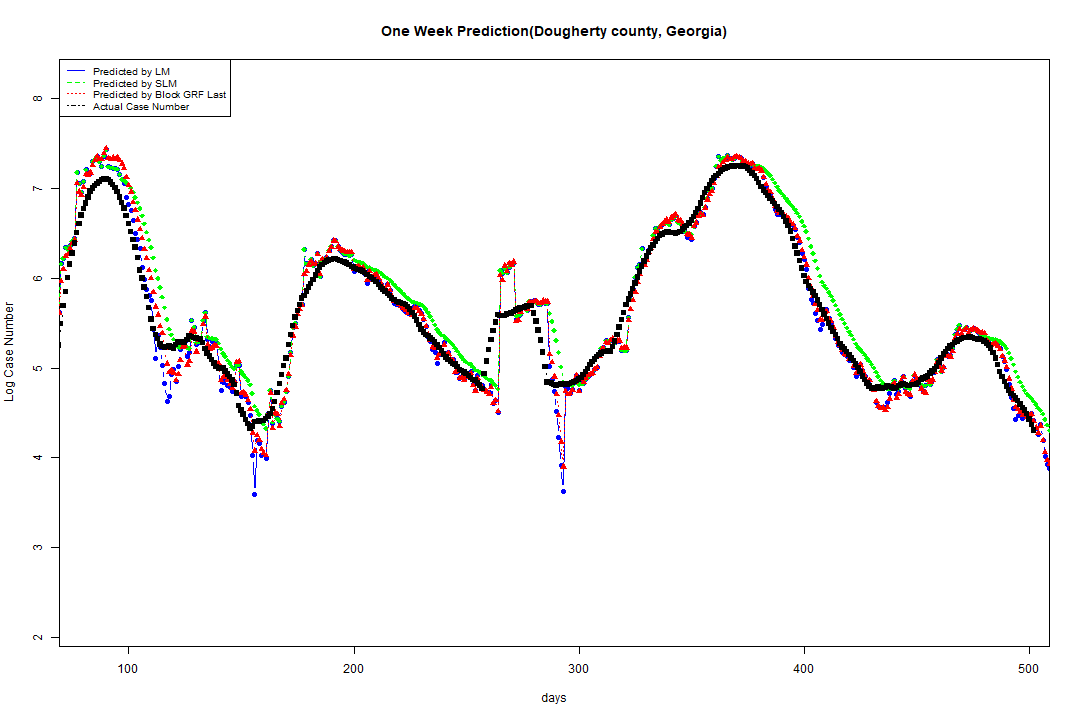 One Week Prediction(Dougherty county, Georgia)
Predicted by LM
Predicted by SLM
Predicted by Block GRF Last
Actual Case Number
8
7
6
5
4
3
2
Log Case Number
100 200 300 400 500
days